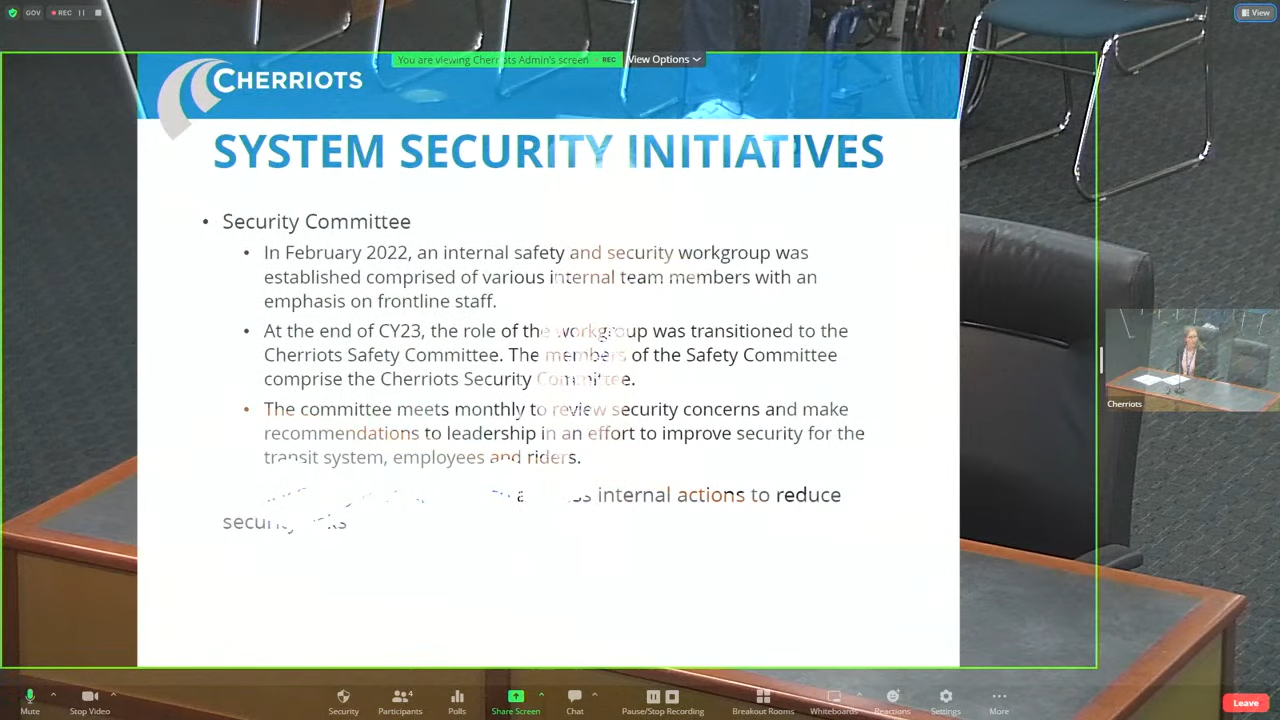 GOV
REC
View
You are viewing Cherriots Admin's screen
REC
View Options
CHERRIOTS
SYSTEM SECURITY INITIATIVES
• Security Committee
• In February 2022, an internal safety and security workgroup was
established comprised of various internal team members with an
emphasis on frontline staff.
• At the end of CY23, the role of the workgroup was transitioned to the
Cherriots Safety Committee. The members of the Safety Committee
comprise the Cherriots Security Committee.
• The committee meets monthly to review security concerns and make
recommendations to leadership in an effort to improve security for the
transit system, employees and riders.
internal actions to reduce
security
Cherriots
Mute
Stop Video
Security
4
Participants
Polls
Share Screen
Chat
Pause/Stop Recording
Breakout Rooms
Whiteboards
Reactions
Settings
More
Leave